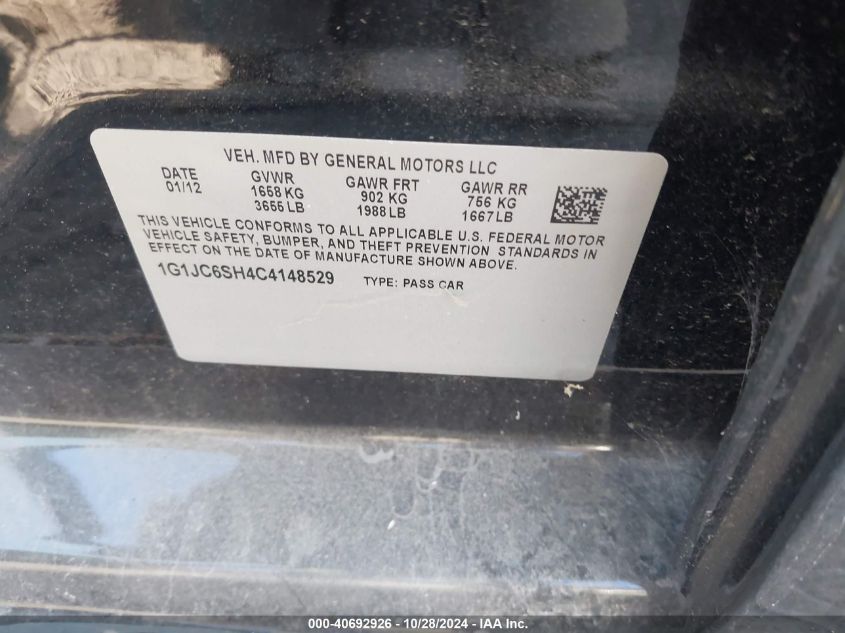 VEH. MFD BY GENERAL MOTORS LLC
DATE GVWR GAWR FRT GAWR RR
01/12 1658 KG 902 KG 756 KG
3655 LB 1988 LB 1667 LB
THIS VEHICLE CONFORMS TO ALL APPLICABLE U.S. FEDERAL MOTOR
VEHICLE SAFETY, BUMPER, AND THEFT PREVENTION STANDARDS IN
EFFECT ON THE DATE OF MANUFACTURE SHOWN ABOVE.
1G1JC6SH4C4148529 TYPE: PASS CAR
000-40692926 | 10/28/2024 - IAA Inc.